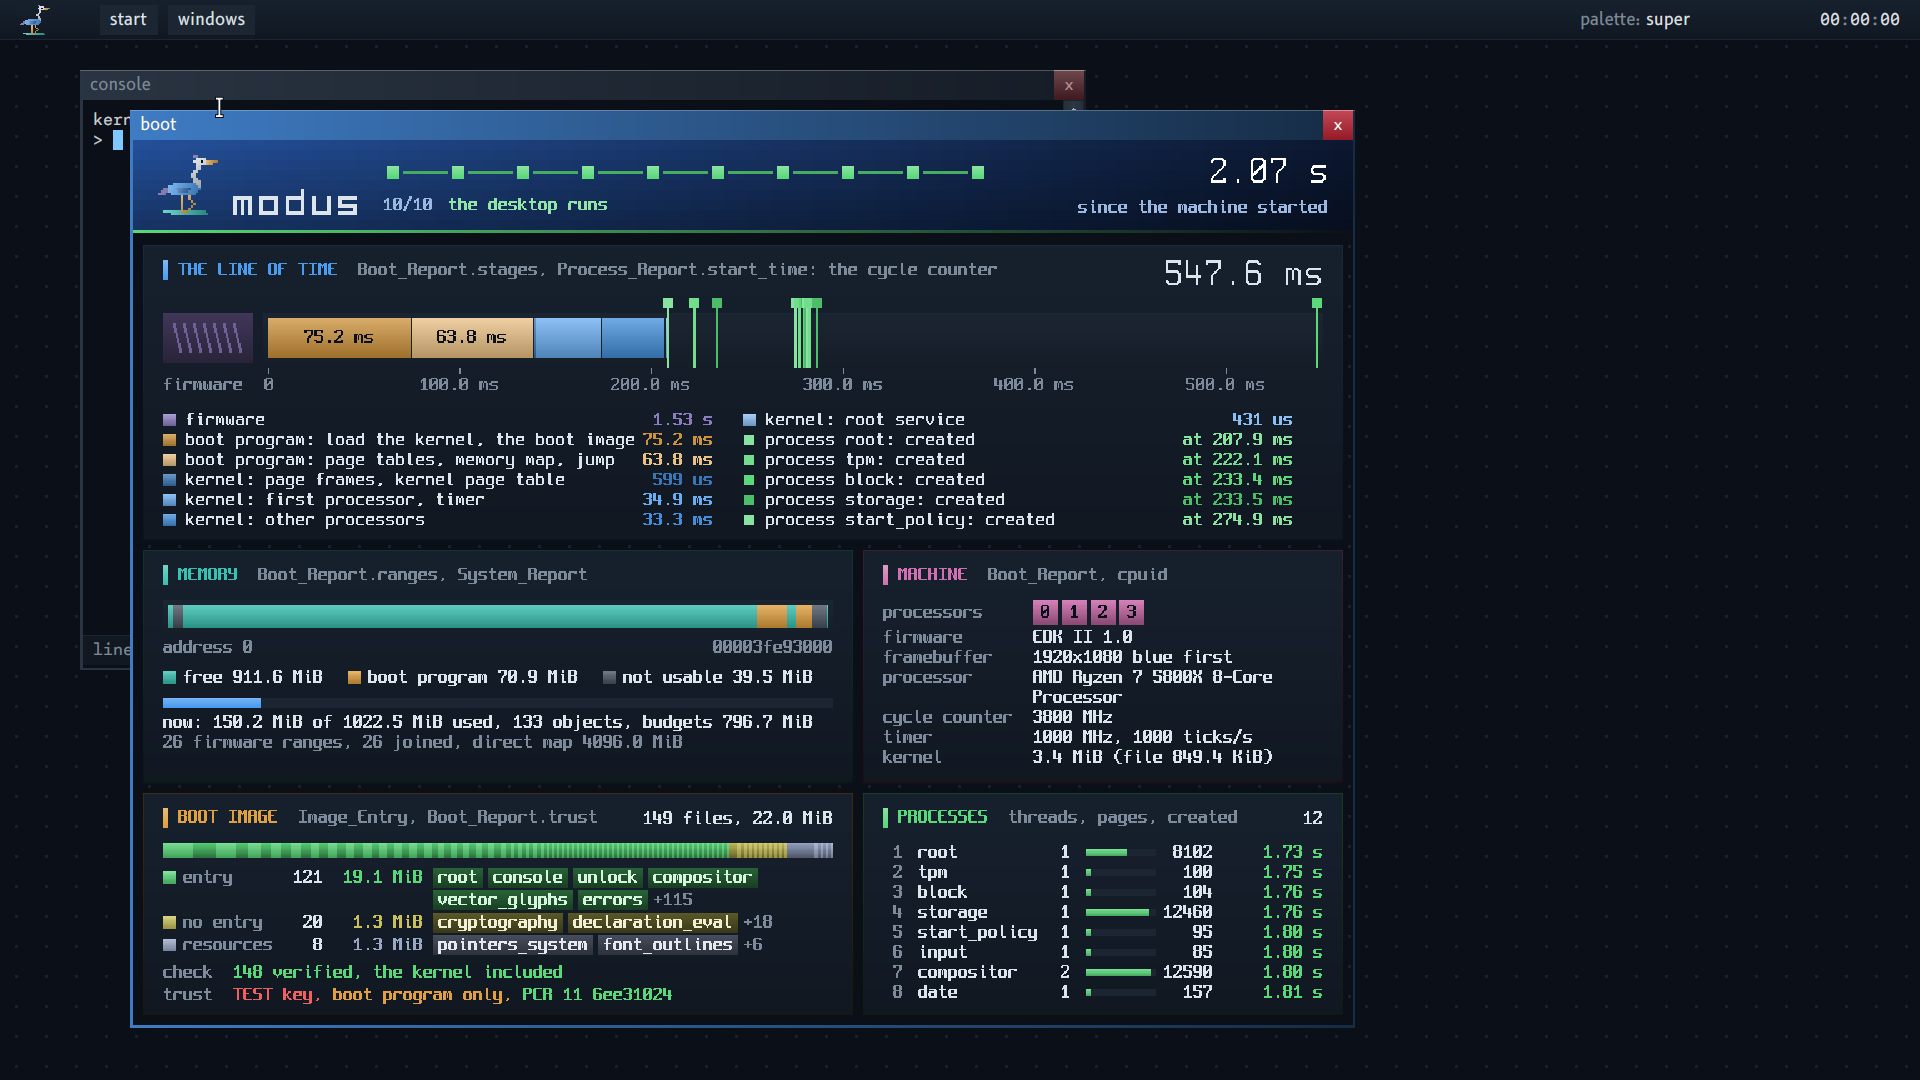 start windows palette: super 00:00:00
console x
kern
>
line
boot x
modus 10/10 the desktop runs
2.07 s
since the machine started
THE LINE OF TIME Boot_Report.stages, Process_Report.start_time: the cycle counter 547.6 ms
75.2 ms 63.8 ms
firmware 0 100.0 ms 200.0 ms 300.0 ms 400.0 ms 500.0 ms
firmware 1.53 s
boot program: load the kernel, the boot image 75.2 ms
boot program: page tables, memory map, jump 63.8 ms
kernel: page frames, kernel page table 599 us
kernel: first processor, timer 34.9 ms
kernel: other processors 33.3 ms
kernel: root service 431 us
process root: created at 207.9 ms
process tpm: created at 222.1 ms
process block: created at 233.4 ms
process storage: created at 233.5 ms
process start_policy: created at 274.9 ms
MEMORY Boot_Report.ranges, System_Report
address 0 00003fe93000
free 911.6 MiB boot program 70.9 MiB not usable 39.5 MiB
now: 150.2 MiB of 1022.5 MiB used, 133 objects, budgets 796.7 MiB
26 firmware ranges, 26 joined, direct map 4096.0 MiB
MACHINE Boot_Report, cpuid
processors 0 1 2 3
firmware EDK II 1.0
framebuffer 1920x1080 blue first
processor AMD Ryzen 7 5800X 8-Core
Processor
cycle counter 3800 MHz
timer 1000 MHz, 1000 ticks/s
kernel 3.4 MiB (file 849.4 KiB)
BOOT IMAGE Image_Entry, Boot_Report.trust 149 files, 22.0 MiB
entry 121 19.1 MiB root console unlock compositor
vector_glyphs errors +115
no entry 20 1.3 MiB cryptography declaration_eval +18
resources 8 1.3 MiB pointers_system font_outlines +6
check 148 verified, the kernel included
trust TEST key, boot program only, PCR 11 6ee31024
PROCESSES threads, pages, created 12
1 root 1 8102 1.73 s
2 tpm 1 100 1.75 s
3 block 1 104 1.76 s
4 storage 1 12460 1.76 s
5 start_policy 1 95 1.80 s
6 input 1 85 1.80 s
7 compositor 2 12590 1.80 s
8 date 1 157 1.81 s